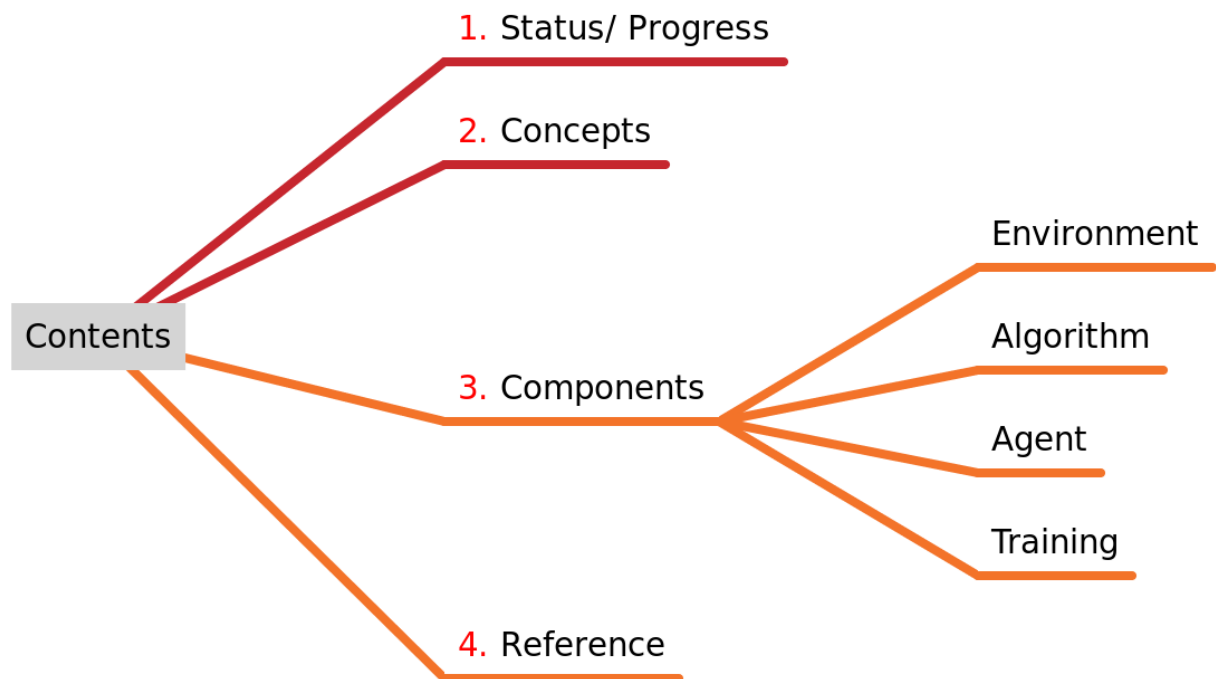 1. Status/ Progress
2. Concepts
Contents
3. Components
Environment
Algorithm
Agent
Training
4. Reference